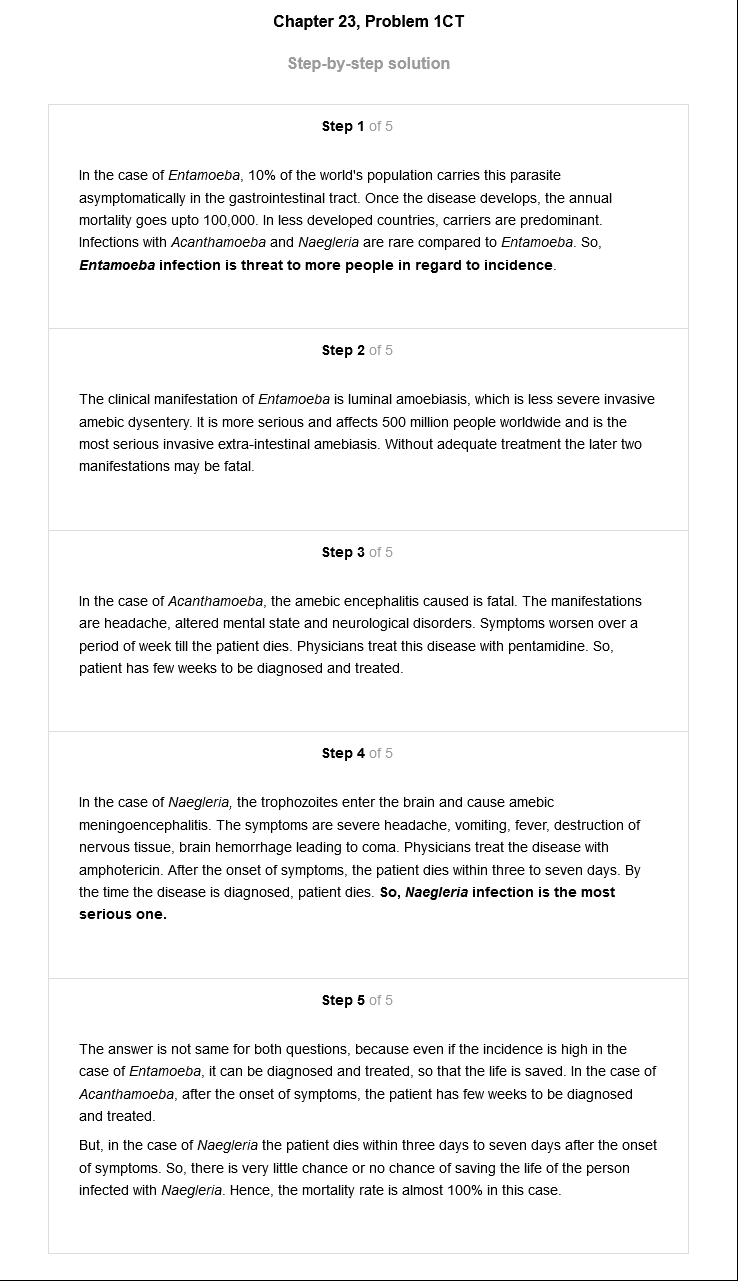 Chapter 23, Problem 1CT
Step-by-step solution
Step 1 of 5
In the case of Entamoeba, 10% of the world's population carries this parasite
asymptomatically in the gastrointestinal tract. Once the disease develops, the annual
mortality goes upto 100,000. In less developed countries, carriers are predominant.
Infections with Acanthamoeba and Naegleria are rare compared to Entamoeba. So,
Entamoeba infection is threat to more people in regard to incidence.
Step 2 of 5
The clinical manifestation of Entamoeba is luminal amoebiasis, which is less severe invasive
amebic dysentery. It is more serious and affects 500 million people worldwide and is the
most serious invasive extra-intestinal amebiasis. Without adequate treatment the later two
manifestations may be fatal.
Step 3 of 5
In the case of Acanthamoeba, the amebic encephalitis caused is fatal. The manifestations
are headache, altered mental state and neurological disorders. Symptoms worsen over a
period of week till the patient dies. Physicians treat this disease with pentamidine. So,
patient has few weeks to be diagnosed and treated.
Step 4 of 5
In the case of Naegleria, the trophozoites enter the brain and cause amebic
meningoencephalitis. The symptoms are severe headache, vomiting, fever, destruction of
nervous tissue, brain hemorrhage leading to coma. Physicians treat the disease with
amphotericin. After the onset of symptoms, the patient dies within three to seven days. By
the time the disease is diagnosed, patient dies. So, Naegleria infection is the most
serious one.
Step 5 of 5
The answer is not same for both questions, because even if the incidence is high in the
case of Entamoeba, it can be diagnosed and treated, so that the life is saved. In the case of
Acanthamoeba, after the onset of symptoms, the patient has few weeks to be diagnosed
and treated.
But, in the case of Naegleria the patient dies within three days to seven days after the onset
of symptoms. So, there is very little chance or no chance of saving the life of the person
infected with Naegleria. Hence, the mortality rate is almost 100% in this case.